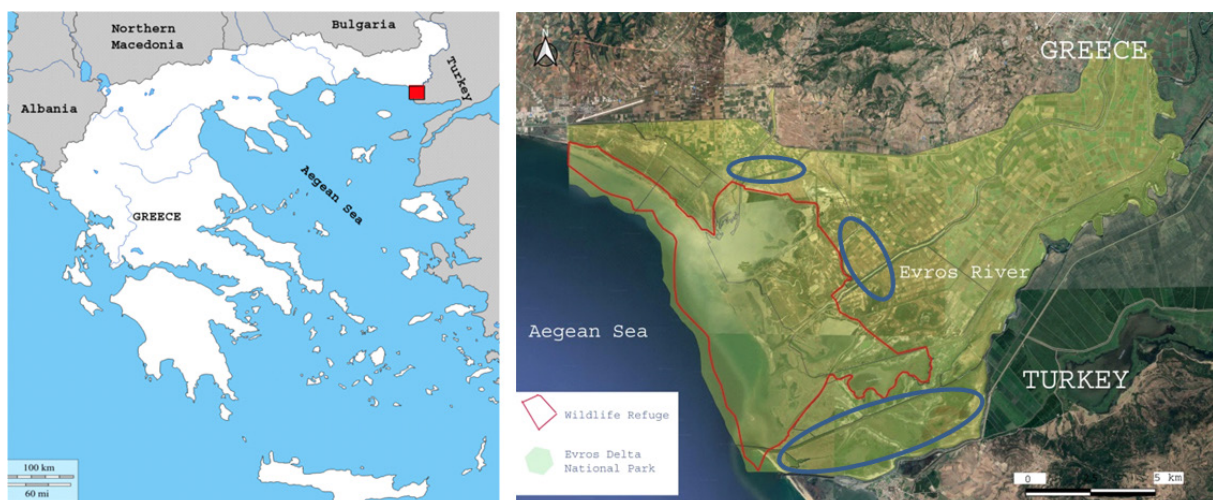 Northern
Macedonia
Bulgaria
Turkey
Albania
Aegean Sea
GREECE
100 km
60 mi
N
GREECE
Evros River
Aegean Sea
TURKEY
Wildlife Refuge
Evros Delta
National Park
0
5 km